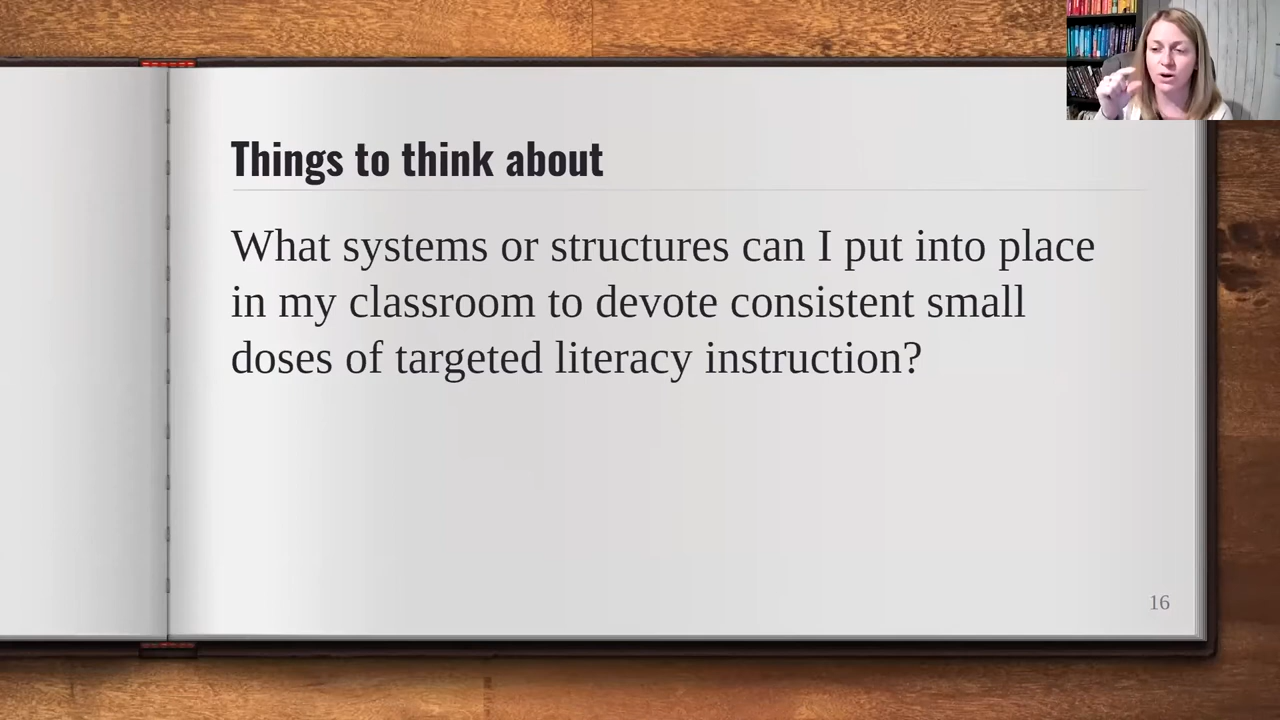 Things to think about
What systems or structures can I put into place
in my classroom to devote consistent small
doses of targeted literacy instruction?
16